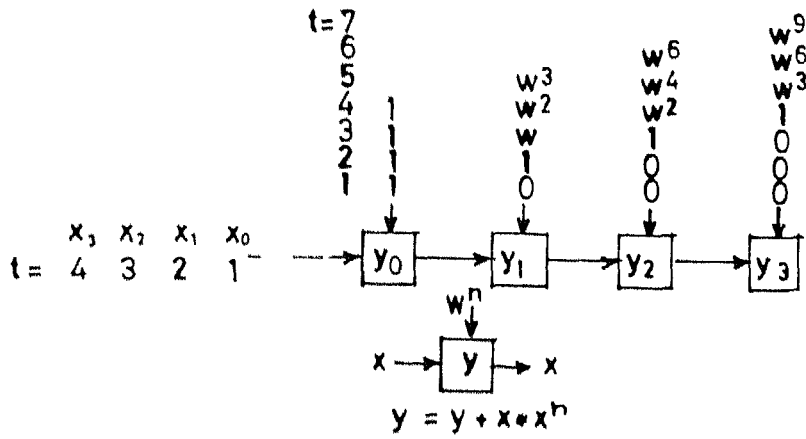 t= 7
6 w⁹
5 w³ w⁶ w⁶
4 1 w² w⁴ w³
3 1 w w² 1
2 1 1 1 0
1 1 0 0 0
0 0
x₃ x₂ x₁ x₀
t= 4 3 2 1
y₀ y₁ y₂ y₃
wⁿ
x y x
y = y + x * xⁿ